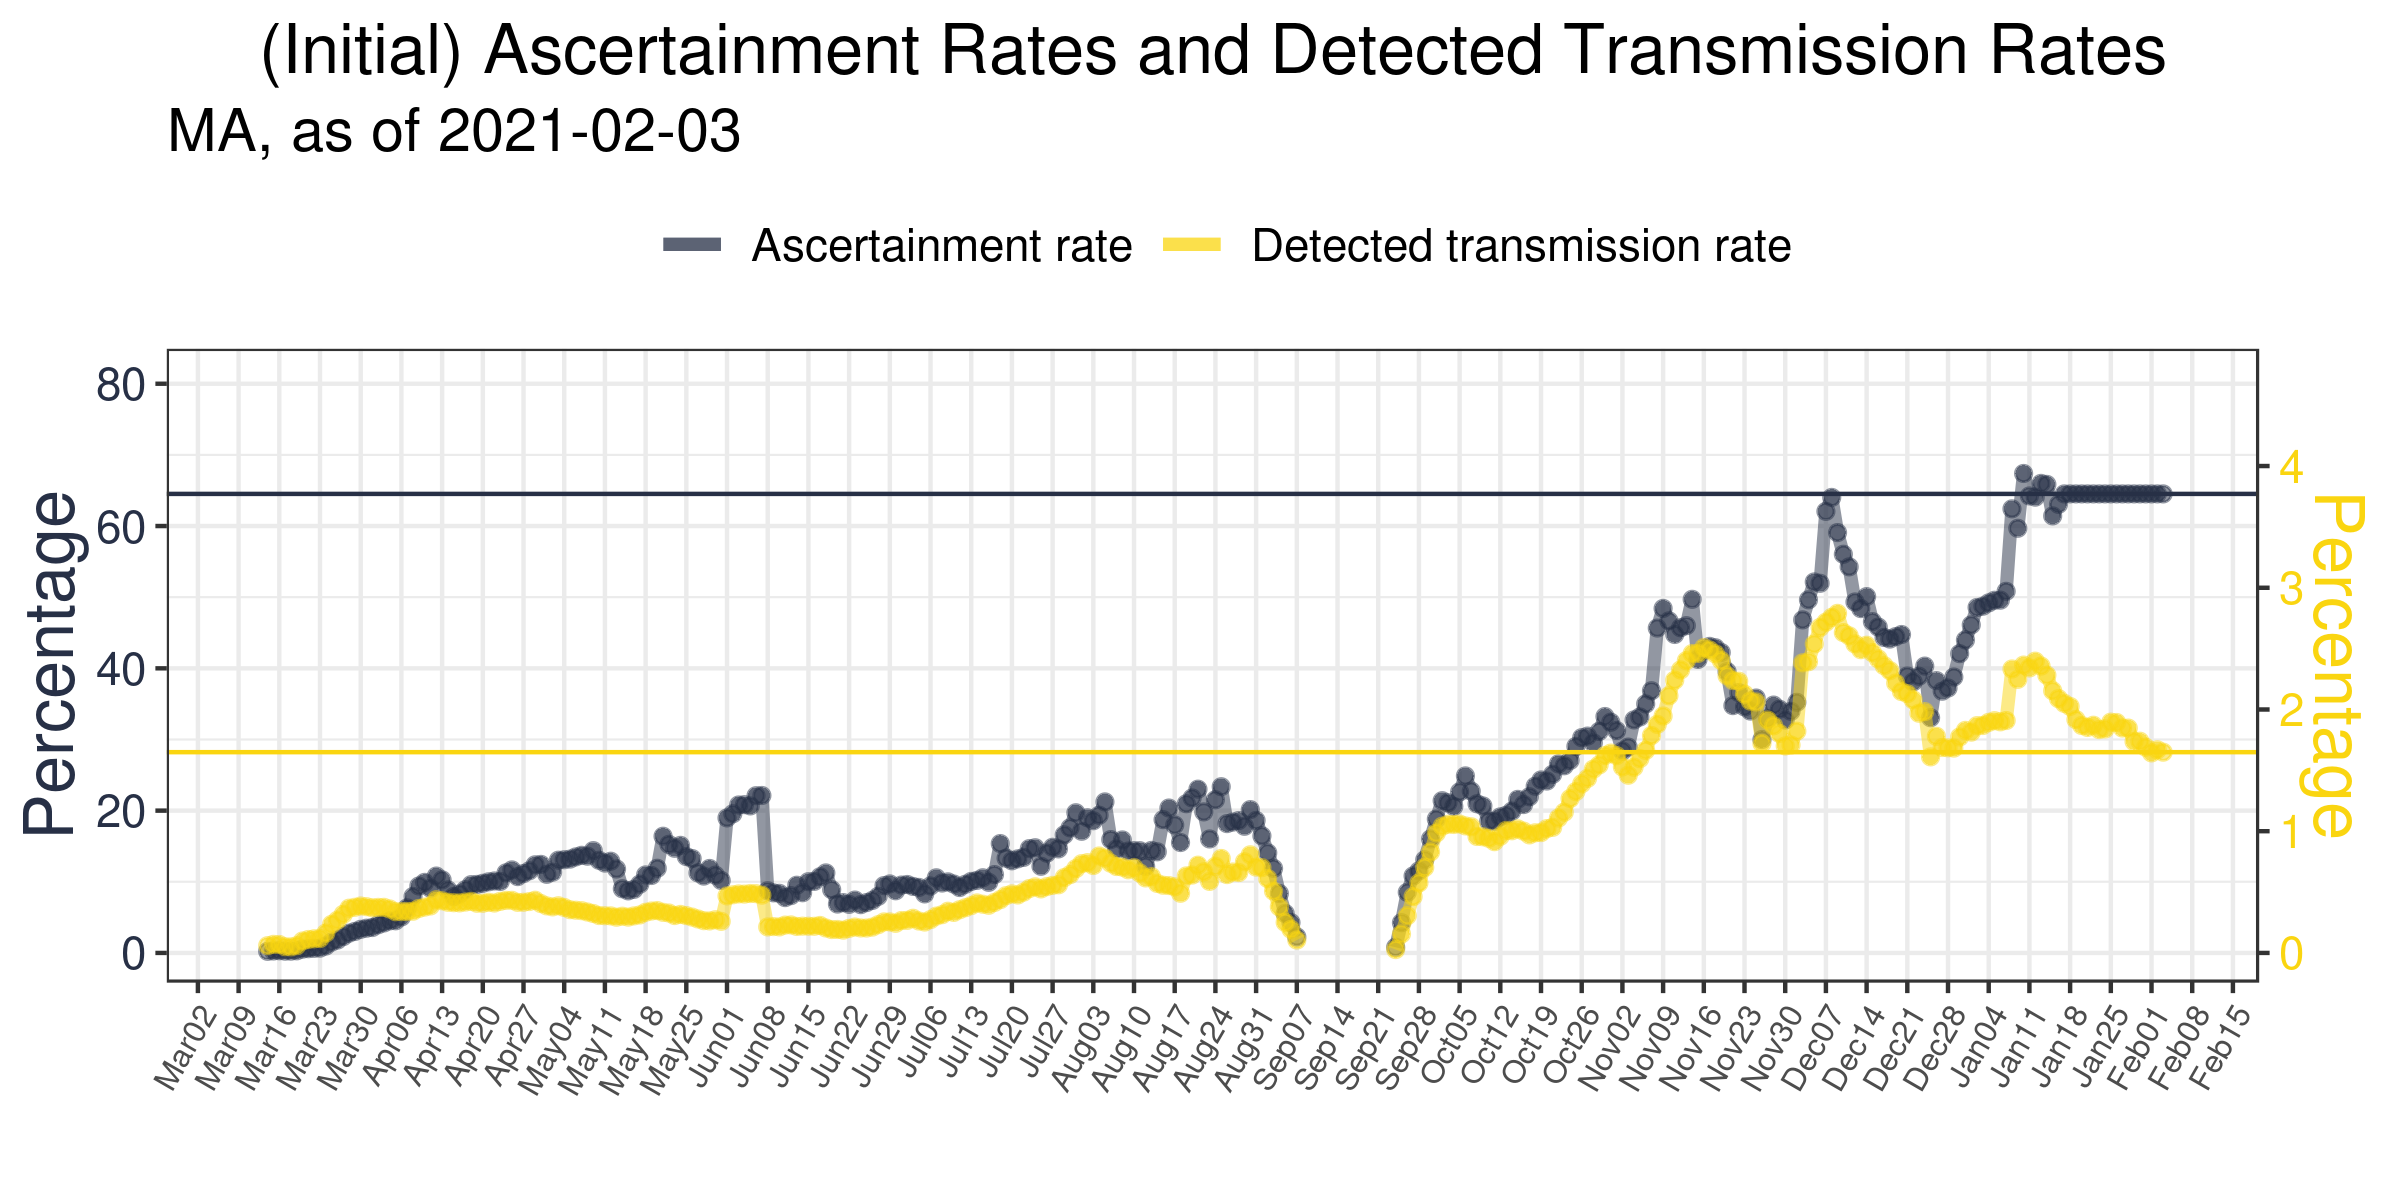 (Initial) Ascertainment Rates and Detected Transmission Rates
MA, as of 2021-02-03
Ascertainment rate Detected transmission rate
Percentage
80
60
40
20
0
4
3
2
1
0
Percentage
Mar02 Mar09 Mar16 Mar23 Mar30 Apr06 Apr13 Apr20 Apr27 May04 May11 May18 May25 Jun01 Jun08 Jun15 Jun22 Jun29 Jul06 Jul13 Jul20 Jul27 Aug03 Aug10 Aug17 Aug24 Aug31 Sep07 Sep14 Sep21 Sep28 Oct05 Oct12 Oct19 Oct26 Nov02 Nov09 Nov16 Nov23 Nov30 Dec07 Dec14 Dec21 Dec28 Jan04 Jan11 Jan18 Jan25 Feb01 Feb08 Feb15